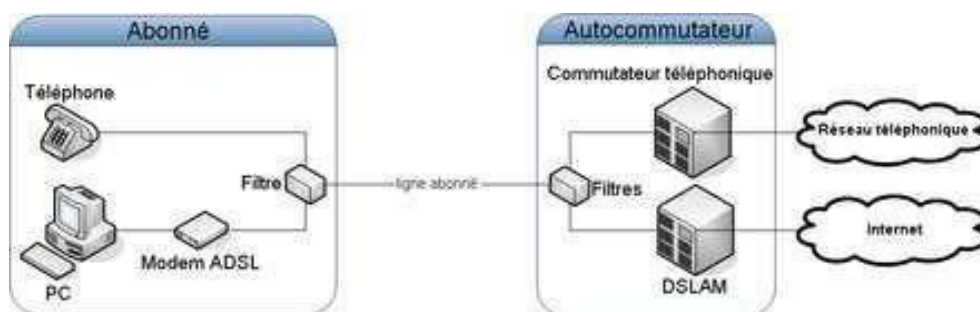 Abonné
Autocommutateur
Téléphone
Commutateur téléphonique
Réseau téléphonique
Filtre
ligne abonné
Filtres
Internet
Modem ADSL
PC
DSLAM